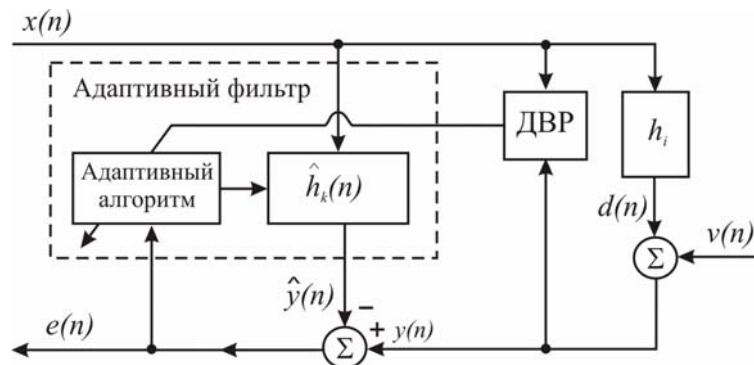 x(n)
Адаптивный фильтр
ДВР
h_i
Адаптивный
алгоритм
ĥ_k(n)
d(n)
v(n)
Σ
ŷ(n)
−
e(n)
+ y(n)
Σ